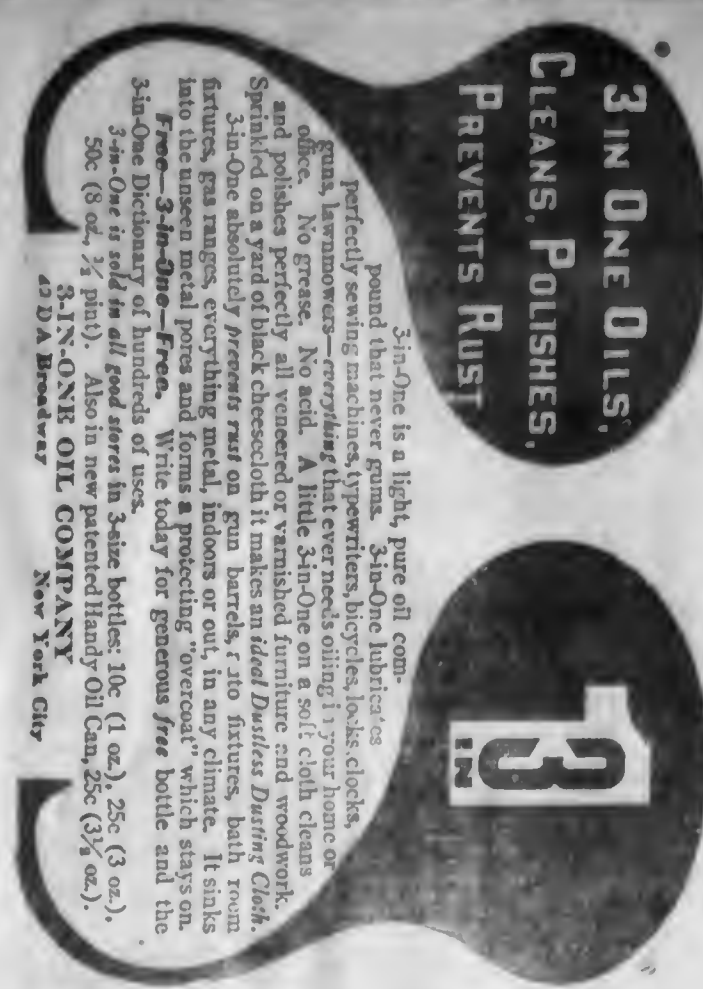 3 IN ONE OILS,
CLEANS, POLISHES,
PREVENTS RUST
3 IN 1
3-in-One is a light, pure oil com-
pound that never gums. 3-in-One lubricates
perfectly sewing machines, typewriters, bicycles, locks, clocks,
guns, lawnmowers—everything that ever needs oiling in your home or
office. No grease. No acid. A little 3-in-One on a soft cloth cleans
and polishes perfectly all veneered or varnished furniture and woodwork.
Sprinkled on a yard of black cheesecloth it makes an ideal Dustless Dusting Cloth.
3-in-One absolutely prevents rust on gun barrels, auto fixtures, bath room
fixtures, gas ranges, everything metal, indoors or out, in any climate. It sinks
into the unseen metal pores and forms a protecting "overcoat" which stays on.
Free—3-in-One—Free. Write today for generous free bottle and the
3-in-One Dictionary of hundreds of uses.
3-in-One is sold in all good stores in 3-size bottles: 10c (1 oz.), 25c (3 oz.),
50c (8 oz., ½ pint). Also in new patented Handy Oil Can, 25c (3½ oz.).
3-IN-ONE OIL COMPANY
42 D A Broadway New York City